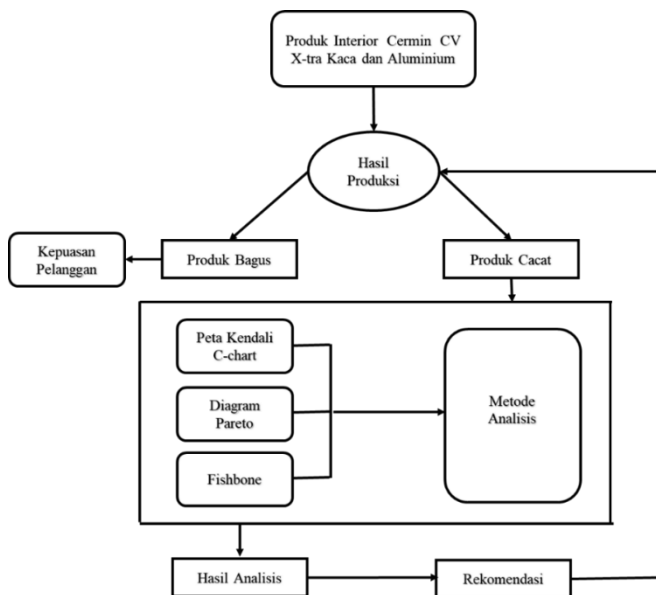 Produk Interior Cermin CV
X-tra Kaca dan Aluminium
Hasil
Produksi
Kepuasan
Pelanggan
Produk Bagus
Produk Cacat
Peta Kendali
C-chart
Diagram
Pareto
Fishbone
Metode
Analisis
Hasil Analisis
Rekomendasi